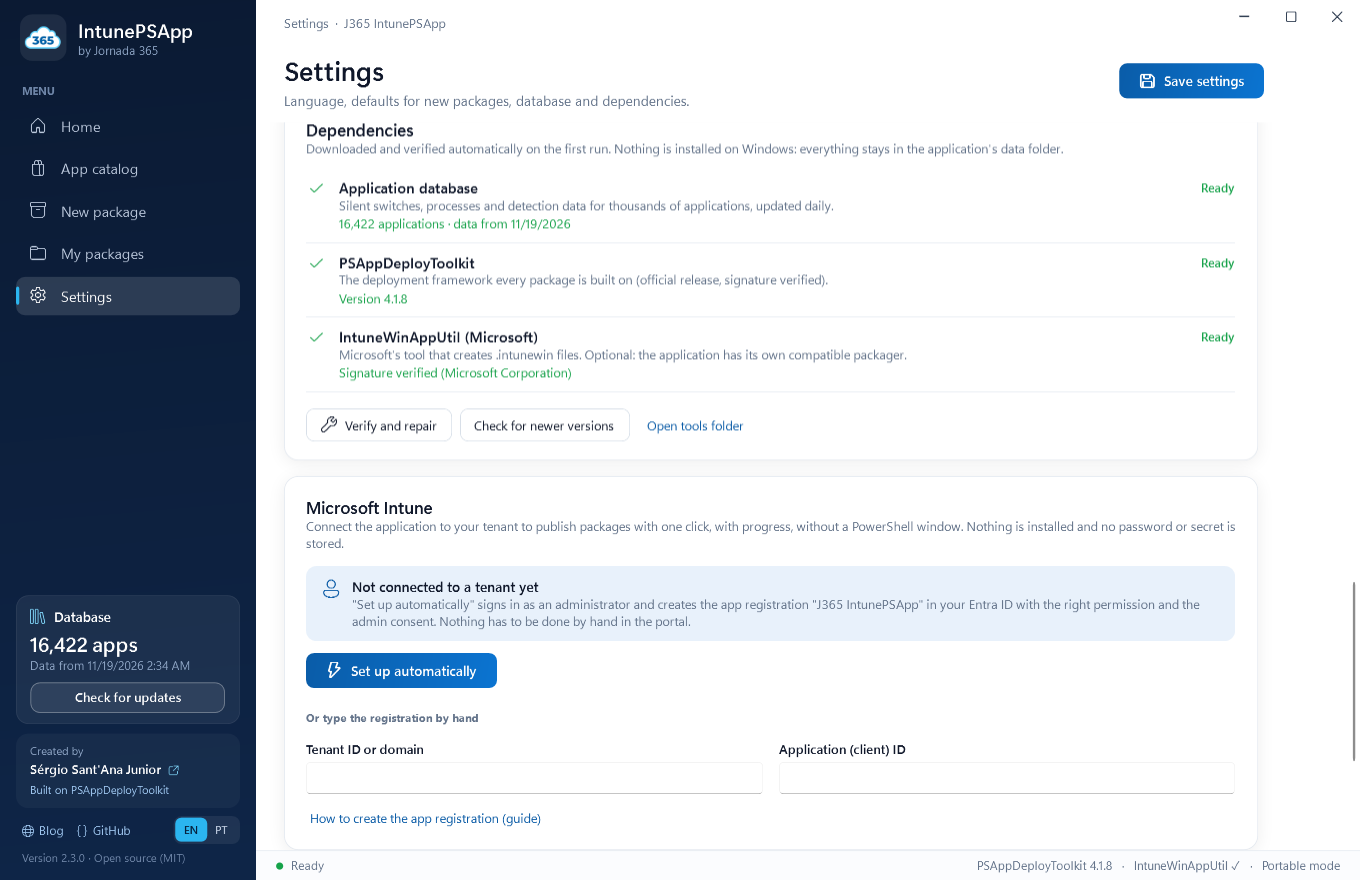 365
IntunePSApp
by Jornada 365
MENU
Home
App catalog
New package
My packages
Settings
Database
16,422 apps
Data from 11/19/2026 2:34 AM
Check for updates
Created by
Sérgio Sant'Ana Junior
Built on PSAppDeployToolkit
Blog
GitHub
EN
PT
Version 2.3.0 · Open source (MIT)
Settings · J365 IntunePSApp
Settings
Language, defaults for new packages, database and dependencies.
Save settings
Dependencies
Downloaded and verified automatically on the first run. Nothing is installed on Windows: everything stays in the application's data folder.
Application database
Ready
Silent switches, processes and detection data for thousands of applications, updated daily.
16,422 applications · data from 11/19/2026
PSAppDeployToolkit
Ready
The deployment framework every package is built on (official release, signature verified).
Version 4.1.8
IntuneWinAppUtil (Microsoft)
Ready
Microsoft's tool that creates .intunewin files. Optional: the application has its own compatible packager.
Signature verified (Microsoft Corporation)
Verify and repair
Check for newer versions
Open tools folder
Microsoft Intune
Connect the application to your tenant to publish packages with one click, with progress, without a PowerShell window. Nothing is installed and no password or secret is
stored.
Not connected to a tenant yet
"Set up automatically" signs in as an administrator and creates the app registration "J365 IntunePSApp" in your Entra ID with the right permission and the
admin consent. Nothing has to be done by hand in the portal.
Set up automatically
Or type the registration by hand
Tenant ID or domain
Application (client) ID
How to create the app registration (guide)
Ready
PSAppDeployToolkit 4.1.8 · IntuneWinAppUtil ✓ · Portable mode